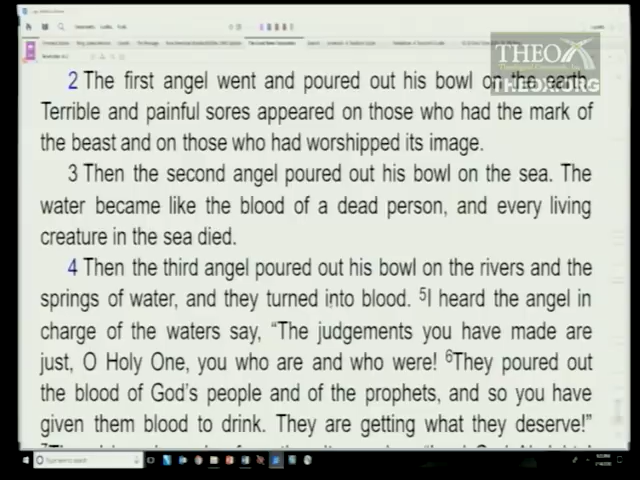 THEOX
THEOX.ORG
2 The first angel went and poured out his bowl on the earth
Terrible and painful sores appeared on those who had the mark of
the beast and on those who had worshipped its image.
3 Then the second angel poured out his bowl on the sea. The
water became like the blood of a dead person, and every living
creature in the sea died.
4 Then the third angel poured out his bowl on the rivers and the
springs of water, and they turned into blood. ⁵I heard the angel in
charge of the waters say, “The judgements you have made are
just, O Holy One, you who are and who were! ⁶They poured out
the blood of God's people and of the prophets, and so you have
given them blood to drink. They are getting what they deserve!”